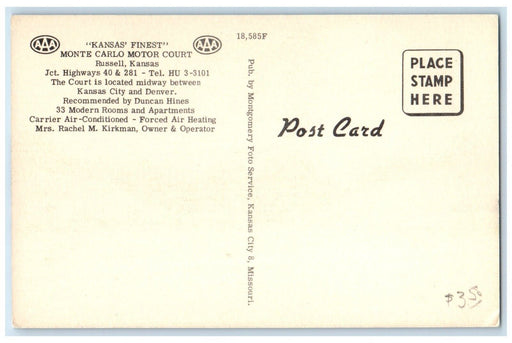 AAA "KANSAS' FINEST" AAA
MONTE CARLO MOTOR COURT
Russell, Kansas
Jct. Highways 40 & 281 - Tel. HU 3-3101
The Court is located midway between
Kansas City and Denver.
Recommended by Duncan Hines
33 Modern Rooms and Apartments
Carrier Air-Conditioned - Forced Air Heating
Mrs. Rachel M. Kirkman, Owner & Operator
18,585F
Pub. by Montgomery Foto Service, Kansas City 8, Missouri.
Post Card
PLACE
STAMP
HERE
$3.50